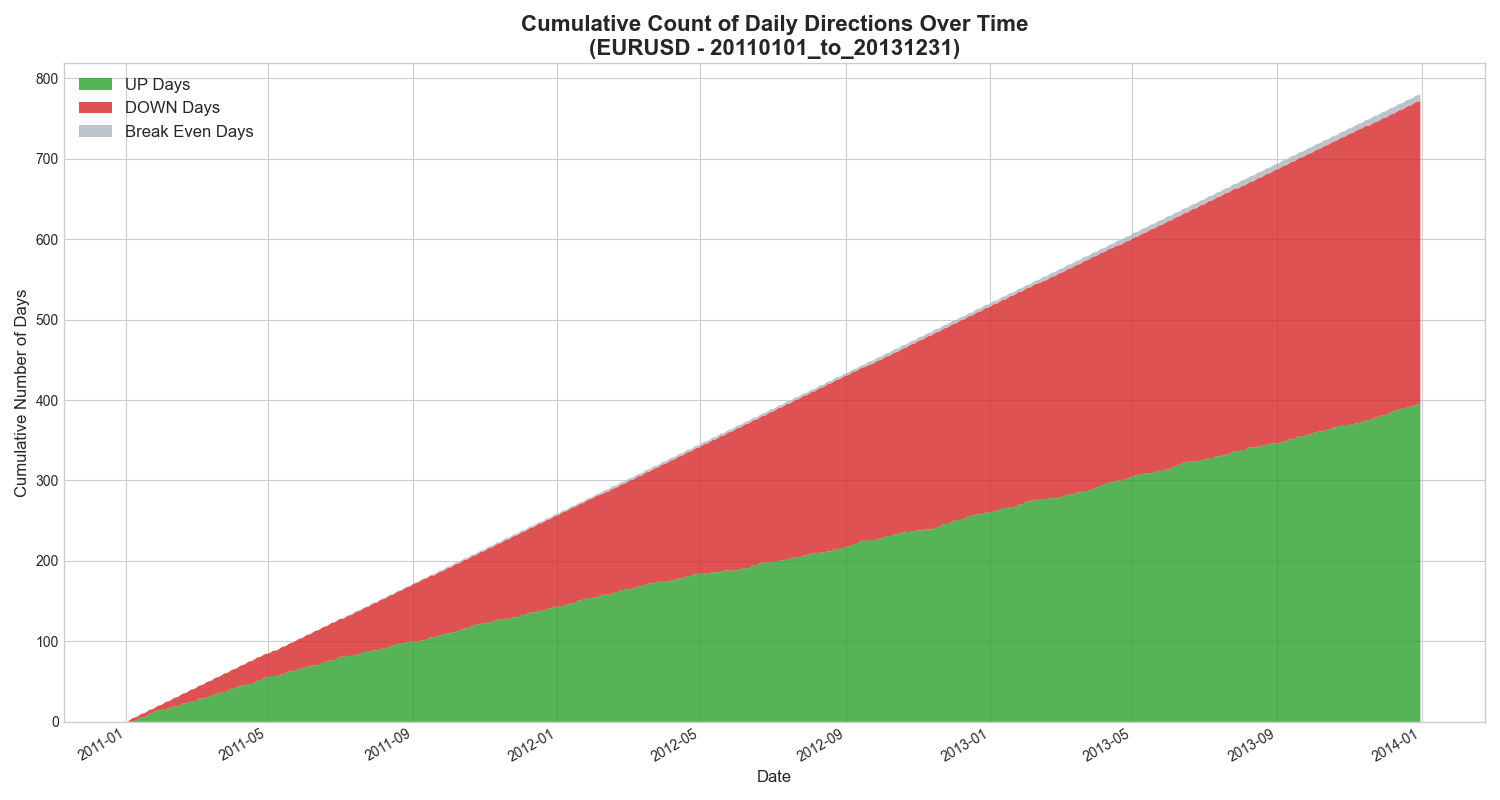 Cumulative Count of Daily Directions Over Time
(EURUSD - 20110101_to_20131231)
UP Days
DOWN Days
Break Even Days
Cumulative Number of Days
800
700
600
500
400
300
200
100
0
2011-01
2011-05
2011-09
2012-01
2012-05
2012-09
2013-01
2013-05
2013-09
2014-01
Date